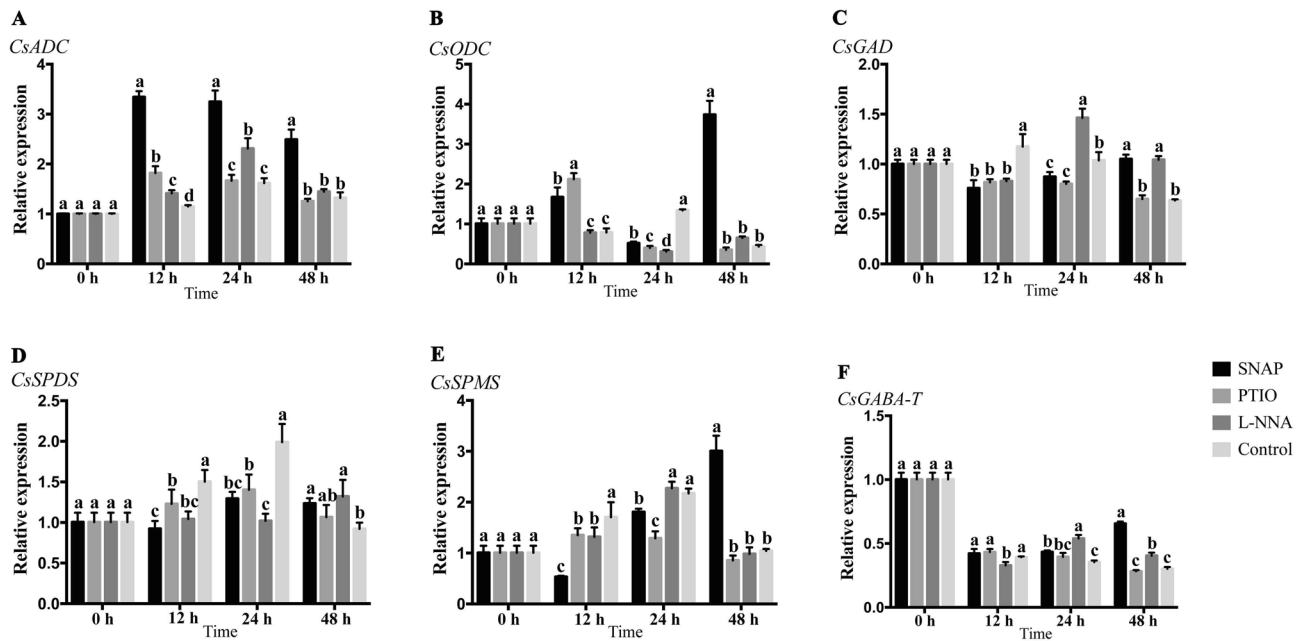 A
CsADC
Relative expression
4
3
2
1
0
a a a a
a b c d
a c b c
a b b b
0 h 12 h 24 h 48 h
Time
B
CsODC
Relative expression
5
4
3
2
1
0
a a a a
b a c c
b c d a
a b b b
0 h 12 h 24 h 48 h
Time
C
CsGAD
Relative expression
2.0
1.5
1.0
0.5
0.0
a a a a
b b b a
c c a b
a b a b
0 h 12 h 24 h 48 h
Time
D
CsSPDS
Relative expression
2.5
2.0
1.5
1.0
0.5
0.0
a a a a
c b bc a
bc b c a
a ab a b
0 h 12 h 24 h 48 h
Time
E
CsSPMS
Relative expression
4
3
2
1
0
a a a a
c b b a
b c a a
a b b b
0 h 12 h 24 h 48 h
Time
F
CsGABA-T
Relative expression
1.5
1.0
0.5
0.0
a a a a
a a b a
b bc a c
a c b c
0 h 12 h 24 h 48 h
Time
SNAP
PTIO
L-NNA
Control